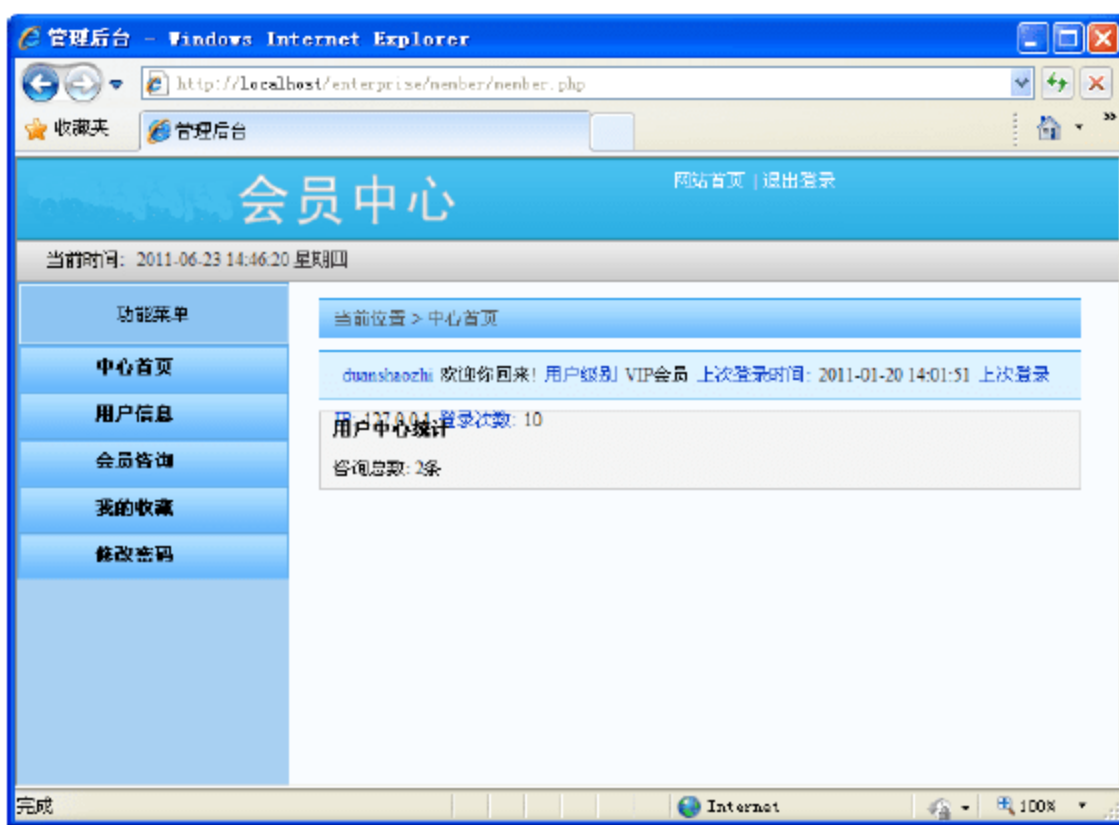 管理后台 - Windows Internet Explorer
http://localhost/enterprise/member/member.php
收藏夹 管理后台
会员中心
网站首页 | 退出登录
当前时间: 2011-06-23 14:46:20 星期四
功能菜单
中心首页
用户信息
会员咨询
我的收藏
修改密码
当前位置 > 中心首页
duanshaozhi 欢迎你回来! 用户级别 VIP会员 上次登录时间: 2011-01-20 14:01:51 上次登录
IP: 127.0.0.1 登录次数: 10
用户中心统计
咨询总数: 2条
完成 Internet 100%